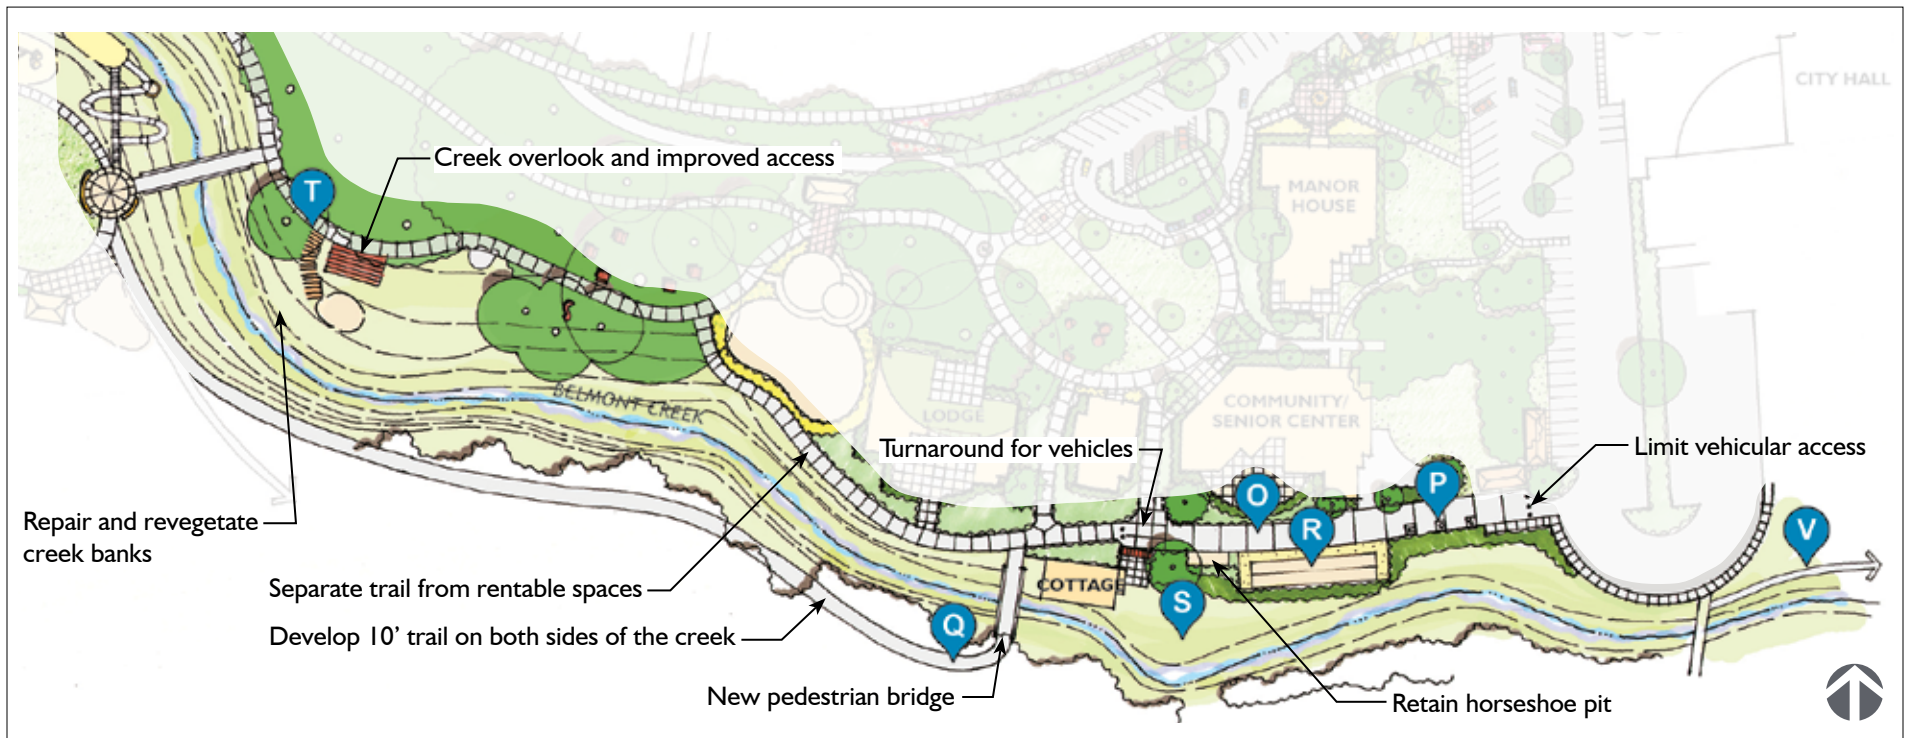 CITY HALL
Creek overlook and improved access
T
MANOR
HOUSE
BELMONT CREEK
LODGE
COMMUNITY/
SENIOR CENTER
Turnaround for vehicles
Limit vehicular access
O
P
R
V
Repair and revegetate
creek banks
Separate trail from rentable spaces
COTTAGE
S
Q
Develop 10’ trail on both sides of the creek
New pedestrian bridge
Retain horseshoe pit